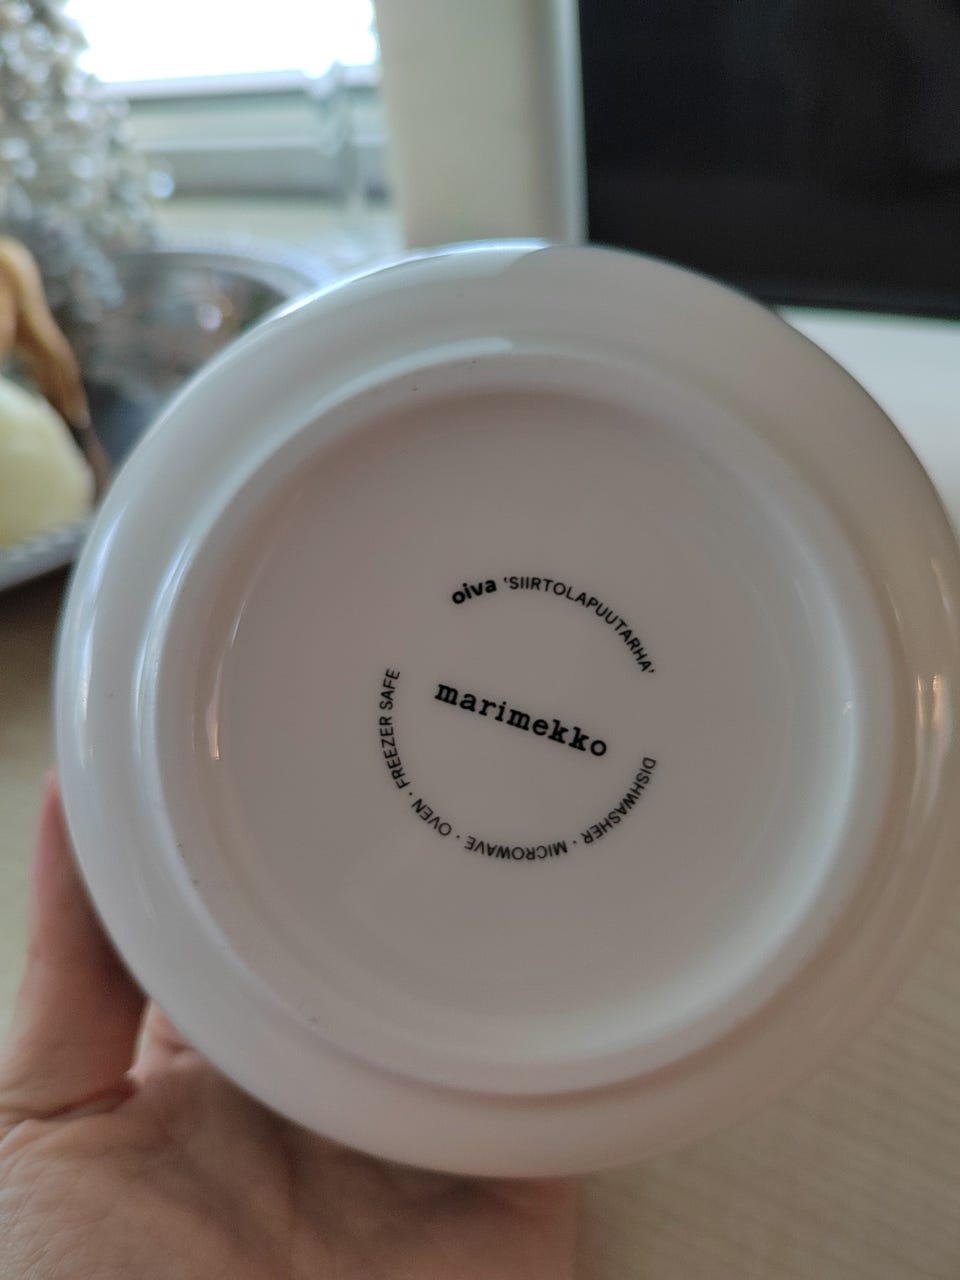 oiva 'SIIRTOLAPUUTARHA'
marimekko
DISHWASHER · MICROWAVE · OVEN · FREEZER SAFE